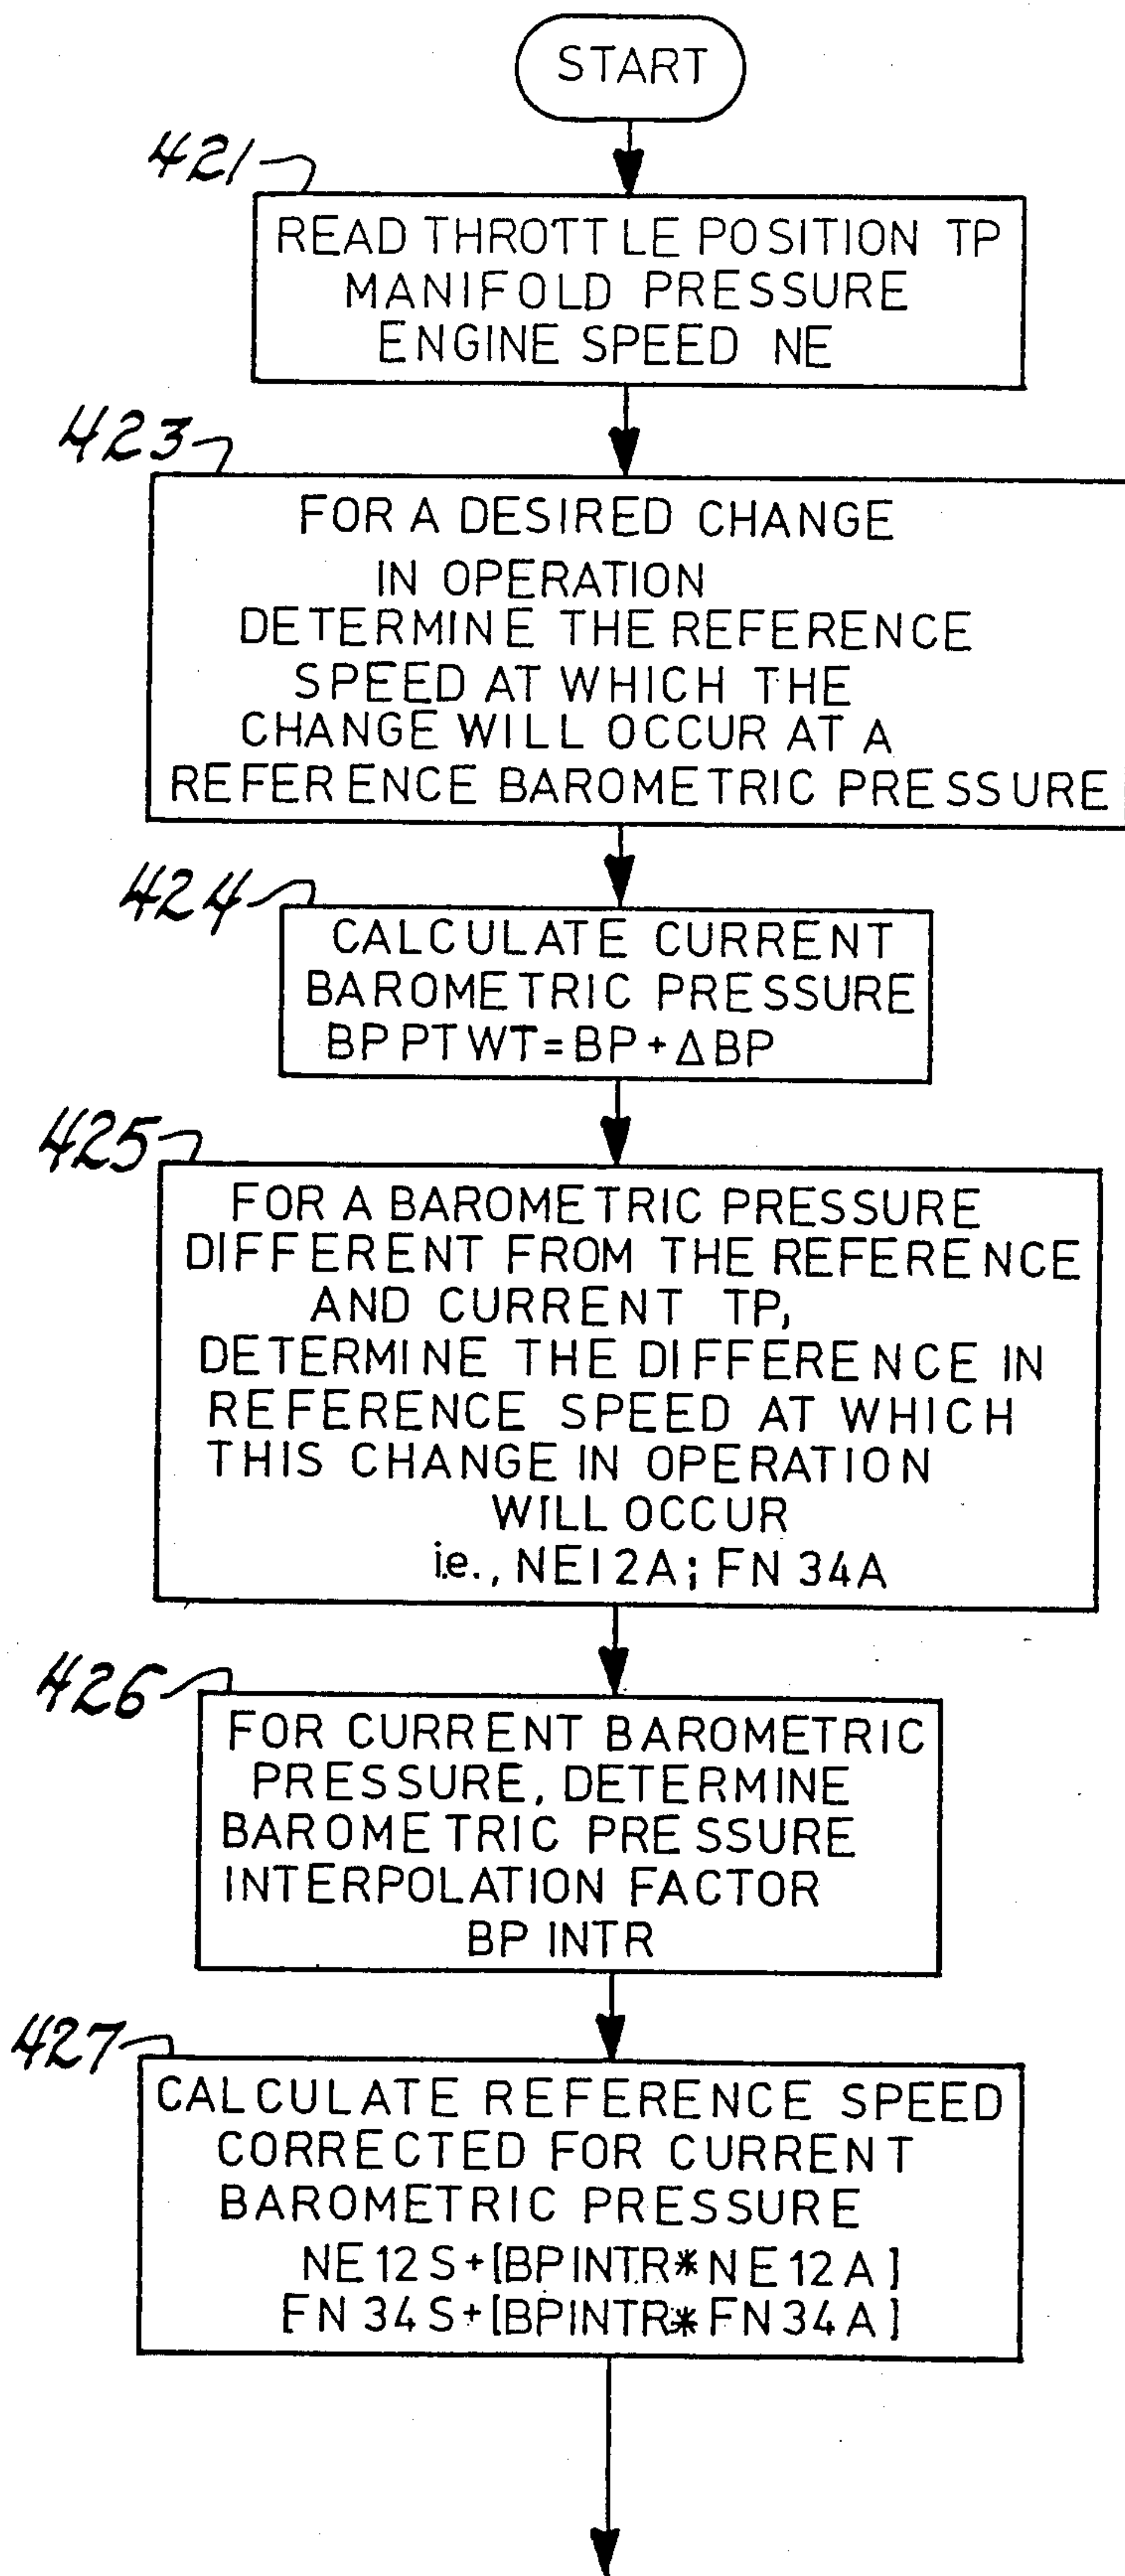 START
421
READ THROTTLE POSITION TP
MANIFOLD PRESSURE
ENGINE SPEED NE
423
FOR A DESIRED CHANGE
IN OPERATION
DETERMINE THE REFERENCE
SPEED AT WHICH THE
CHANGE WILL OCCUR AT A
REFERENCE BAROMETRIC PRESSURE
424
CALCULATE CURRENT
BAROMETRIC PRESSURE
BPPTWT=BP+ΔBP
425
FOR A BAROMETRIC PRESSURE
DIFFERENT FROM THE REFERENCE
AND CURRENT TP,
DETERMINE THE DIFFERENCE IN
REFERENCE SPEED AT WHICH
THIS CHANGE IN OPERATION
WILL OCCUR
i.e., NE12A; FN34A
426
FOR CURRENT BAROMETRIC
PRESSURE, DETERMINE
BAROMETRIC PRESSURE
INTERPOLATION FACTOR
BPINTR
427
CALCULATE REFERENCE SPEED
CORRECTED FOR CURRENT
BAROMETRIC PRESSURE
NE12S+[BPINTR*NE12A]
FN34S+[BPINTR*FN34A]